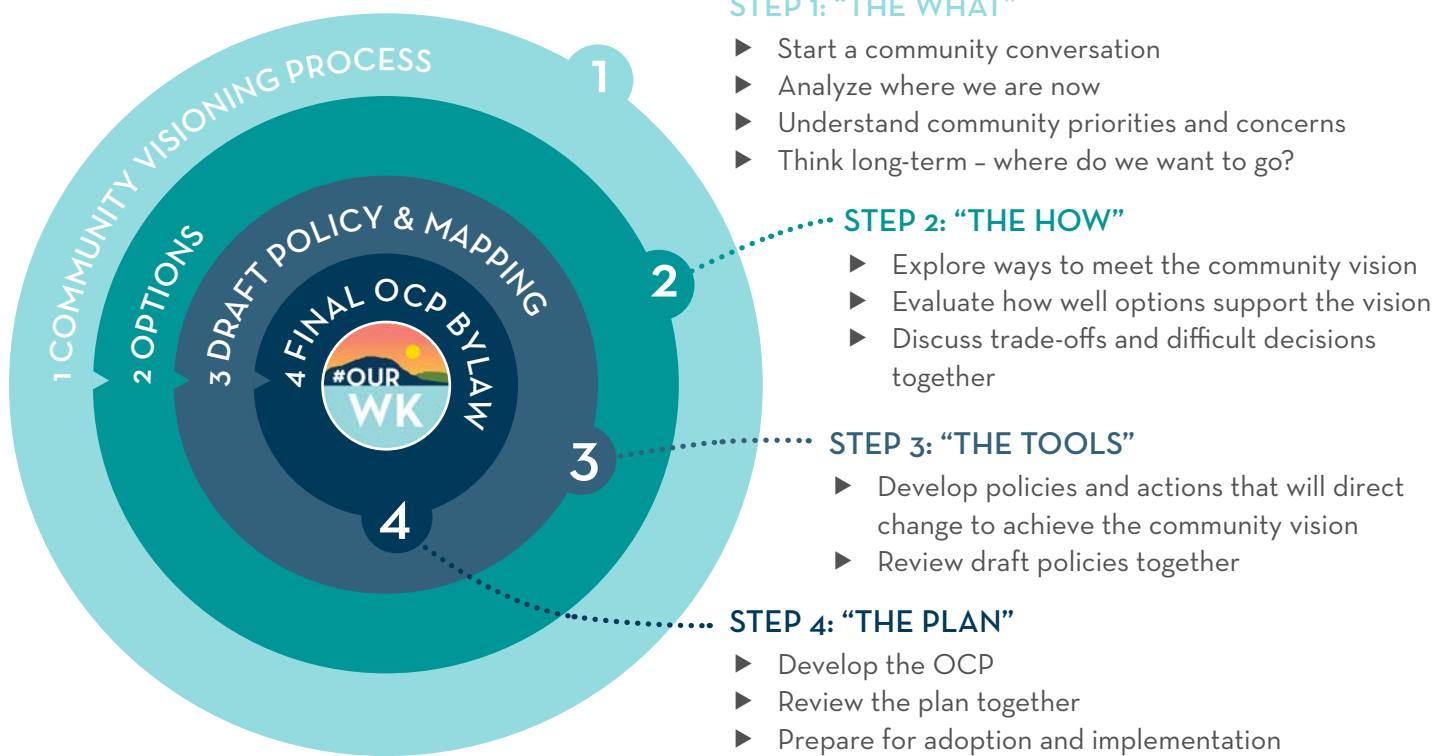 1 COMMUNITY VISIONING PROCESS
2 OPTIONS
3 DRAFT POLICY & MAPPING
4 FINAL OCP BYLAW
#OUR
WK
1
2
3
4
STEP 1: “THE WHAT”
▶ Start a community conversation
▶ Analyze where we are now
▶ Understand community priorities and concerns
▶ Think long-term – where do we want to go?
STEP 2: “THE HOW”
▶ Explore ways to meet the community vision
▶ Evaluate how well options support the vision
▶ Discuss trade-offs and difficult decisions
together
STEP 3: “THE TOOLS”
▶ Develop policies and actions that will direct
change to achieve the community vision
▶ Review draft policies together
STEP 4: “THE PLAN”
▶ Develop the OCP
▶ Review the plan together
▶ Prepare for adoption and implementation